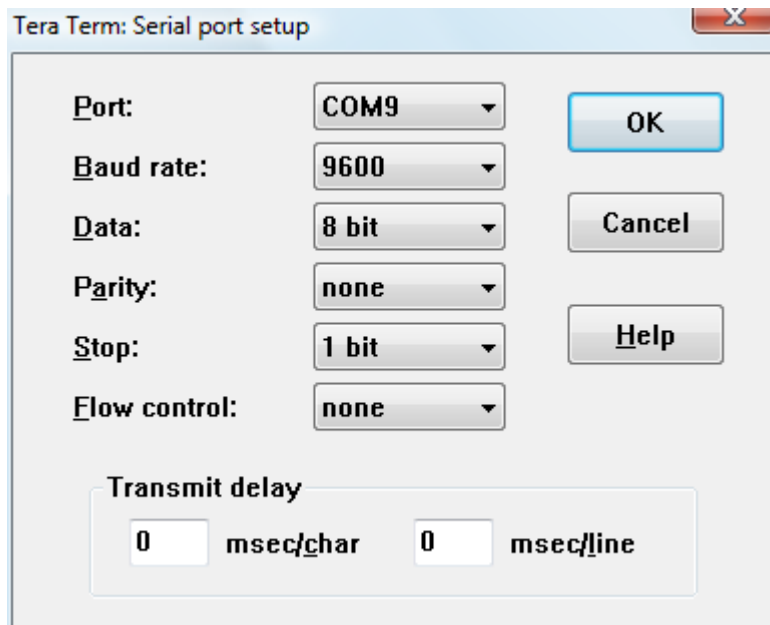 Tera Term: Serial port setup
Port: COM9 OK
Baud rate: 9600
Data: 8 bit Cancel
Parity: none
Stop: 1 bit Help
Flow control: none
Transmit delay
0 msec/char 0 msec/line